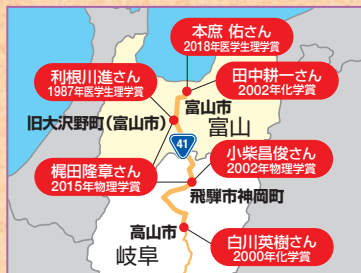 本庶 佑さん
2018年医学生理学賞
利根川進さん
1987年医学生理学賞
田中耕一さん
2002年化学賞
富山市
旧大沢野町(富山市)
富山
41
小柴昌俊さん
2002年物理学賞
梶田隆章さん
2015年物理学賞
飛騨市神岡町
高山市
白川英樹さん
2000年化学賞
岐阜